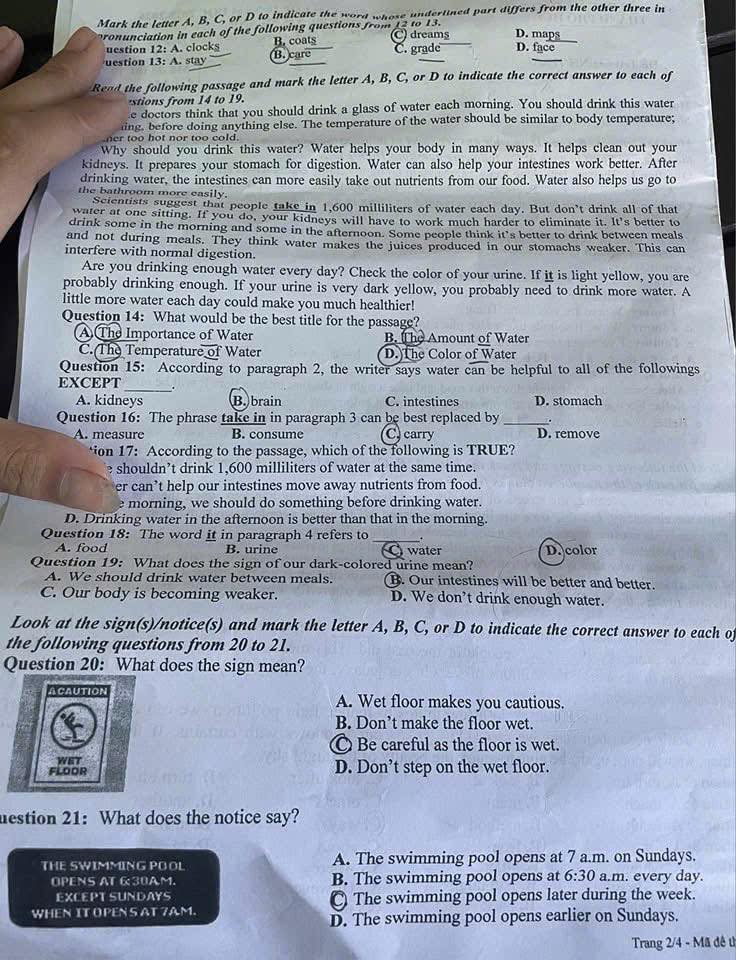 Mark the letter A, B, C, or D to indicate the word whose underlined part differs from the other three in
pronunciation in each of the following questions from 12 to 13.
uestion 12: A. clocks B. coats C. dreams D. maps
uestion 13: A. stay B. care C. grade D. face
Read the following passage and mark the letter A, B, C, or D to indicate the correct answer to each of
stions from 14 to 19.
e doctors think that you should drink a glass of water each morning. You should drink this water
ing, before doing anything else. The temperature of the water should be similar to body temperature;
her too hot nor too cold.
Why should you drink this water? Water helps your body in many ways. It helps clean out your
kidneys. It prepares your stomach for digestion. Water can also help your intestines work better. After
drinking water, the intestines can more easily take out nutrients from our food. Water also helps us go to
the bathroom more easily.
Scientists suggest that people take in 1,600 milliliters of water each day. But don't drink all of that
water at one sitting. If you do, your kidneys will have to work much harder to eliminate it. It's better to
drink some in the morning and some in the afternoon. Some people think it's better to drink between meals
and not during meals. They think water makes the juices produced in our stomachs weaker. This can
interfere with normal digestion.
Are you drinking enough water every day? Check the color of your urine. If it is light yellow, you are
probably drinking enough. If your urine is very dark yellow, you probably need to drink more water. A
little more water each day could make you much healthier!
Question 14: What would be the best title for the passage?
A. The Importance of Water B. The Amount of Water
C. The Temperature of Water D. The Color of Water
Question 15: According to paragraph 2, the writer says water can be helpful to all of the followings
EXCEPT ______.
A. kidneys B. brain C. intestines D. stomach
Question 16: The phrase take in in paragraph 3 can be best replaced by ______.
A. measure B. consume C. carry D. remove
tion 17: According to the passage, which of the following is TRUE?
e shouldn't drink 1,600 milliliters of water at the same time.
er can't help our intestines move away nutrients from food.
e morning, we should do something before drinking water.
D. Drinking water in the afternoon is better than that in the morning.
Question 18: The word it in paragraph 4 refers to ______.
A. food B. urine C. water D. color
Question 19: What does the sign of our dark-colored urine mean?
A. We should drink water between meals. B. Our intestines will be better and better.
C. Our body is becoming weaker. D. We don't drink enough water.
Look at the sign(s)/notice(s) and mark the letter A, B, C, or D to indicate the correct answer to each of
the following questions from 20 to 21.
Question 20: What does the sign mean?
CAUTION
WET
FLOOR
A. Wet floor makes you cautious.
B. Don't make the floor wet.
C. Be careful as the floor is wet.
D. Don't step on the wet floor.
uestion 21: What does the notice say?
THE SWIMMING POOL
OPENS AT 6:30A.M.
EXCEPT SUNDAYS
WHEN IT OPENS AT 7A.M.
A. The swimming pool opens at 7 a.m. on Sundays.
B. The swimming pool opens at 6:30 a.m. every day.
C. The swimming pool opens later during the week.
D. The swimming pool opens earlier on Sundays.
Trang 2/4 - Mã đề th